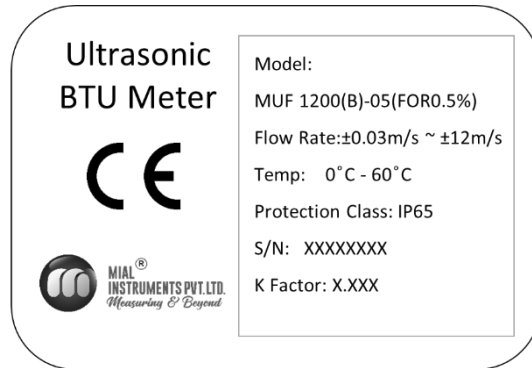 Ultrasonic
BTU Meter
CE
MIAL®
INSTRUMENTS PVT.LTD.
Measuring & Beyond
Model:
MUF 1200(B)-05(FOR0.5%)
Flow Rate:±0.03m/s ~ ±12m/s
Temp: 0˚C - 60˚C
Protection Class: IP65
S/N: XXXXXXXX
K Factor: X.XXX